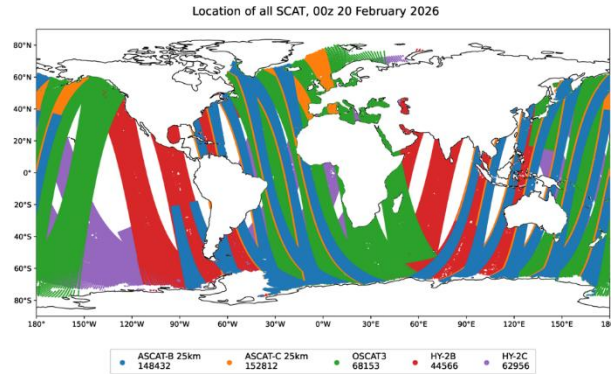 Location of all SCAT, 00z 20 February 2026
80°N
60°N
40°N
20°N
0°
20°S
40°S
60°S
80°S
180° 150°W 120°W 90°W 60°W 30°W 0°W 30°E 60°E 90°E 120°E 150°E 180°
ASCAT-B 25km ASCAT-C 25km OSCAT3 HY-2B HY-2C
148432 152812 68153 44566 62956